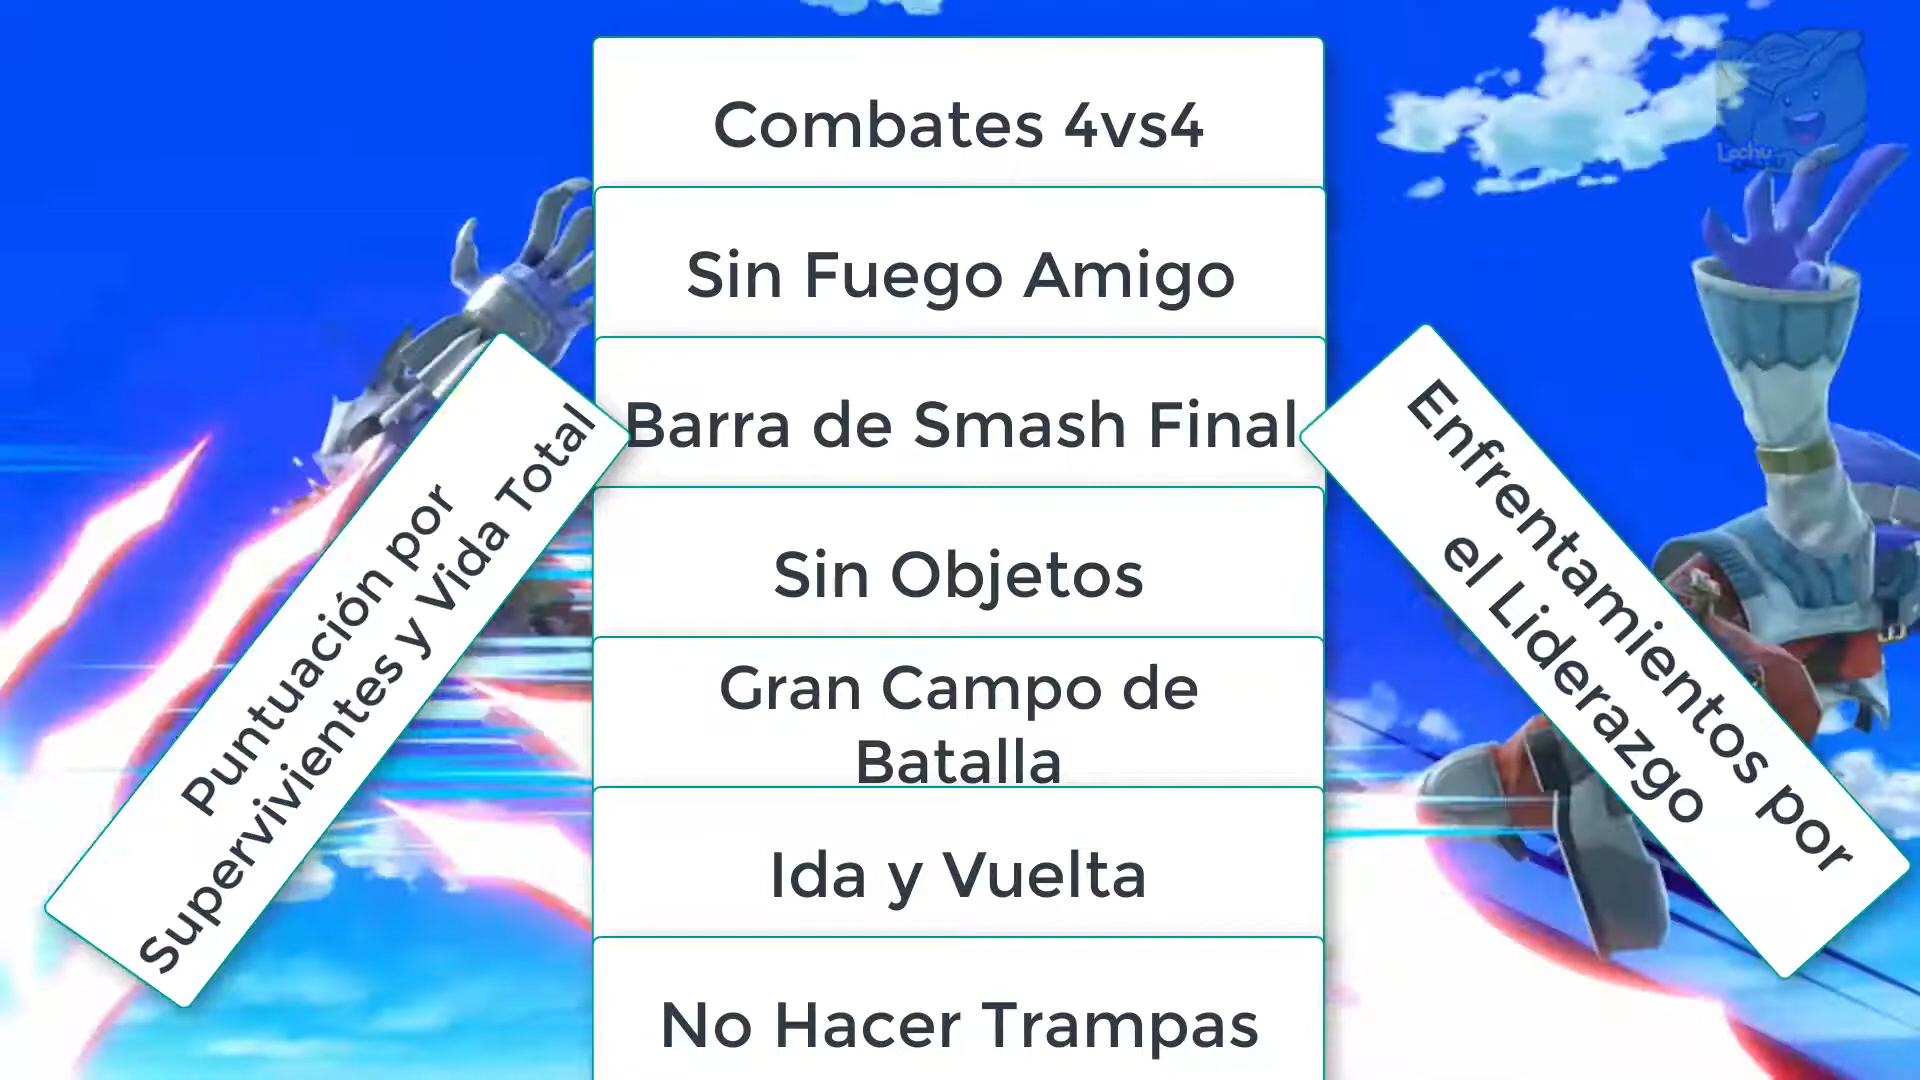 Combates 4vs4
Sin Fuego Amigo
Barra de Smash Final
Sin Objetos
Gran Campo de
Batalla
Ida y Vuelta
No Hacer Trampas
Puntuación por
Supervivientes y Vida Total
Enfrentamientos por
el Liderazgo
Lechu